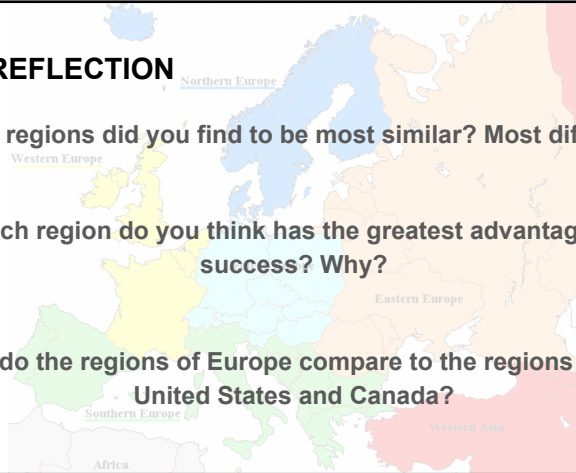 REFLECTION
Northern Europe
regions did you find to be most similar? Most dif
Western Europe
ch region do you think has the greatest advantag
success? Why?
Eastern Europe
do the regions of Europe compare to the regions
United States and Canada?
Southern Europe
Western Asia
Africa